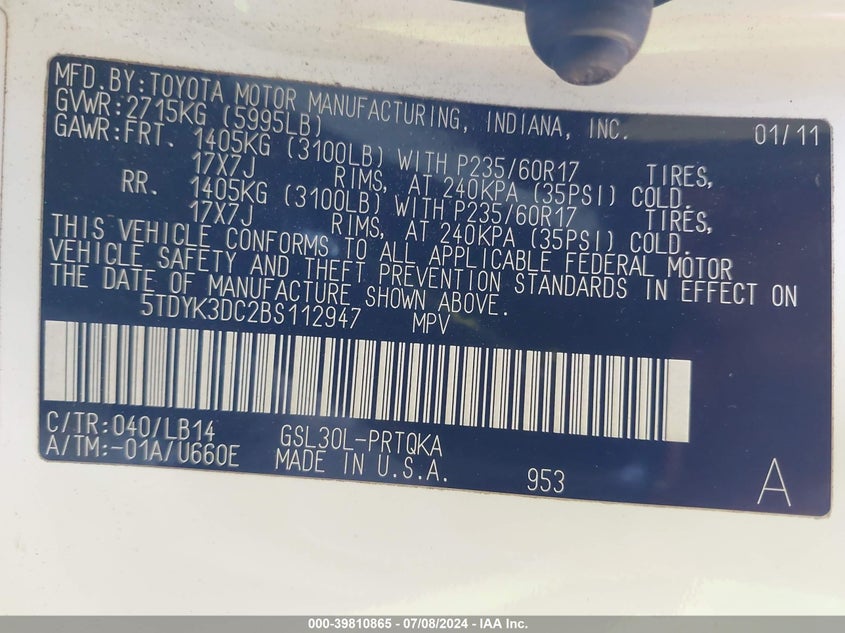 MFD. BY: TOYOTA MOTOR MANUFACTURING, INDIANA, INC. 01/11
GVWR: 2715KG (5995LB)
GAWR: FRT. 1405KG (3100LB) WITH P235/60R17 TIRES,
17X7J RIMS, AT 240KPA (35PSI) COLD.
RR. 1405KG (3100LB) WITH P235/60R17 TIRES,
17X7J RIMS, AT 240KPA (35PSI) COLD.
THIS VEHICLE CONFORMS TO ALL APPLICABLE FEDERAL MOTOR
VEHICLE SAFETY AND THEFT PREVENTION STANDARDS IN EFFECT ON
THE DATE OF MANUFACTURE SHOWN ABOVE.
5TDYK3DC2BS112947 MPV
C/TR: 040/LB14 GSL30L-PRTQKA
A/TM: -01A/U660E MADE IN U.S.A.
953 A
000-39810865 - 07/08/2024 - IAA Inc.